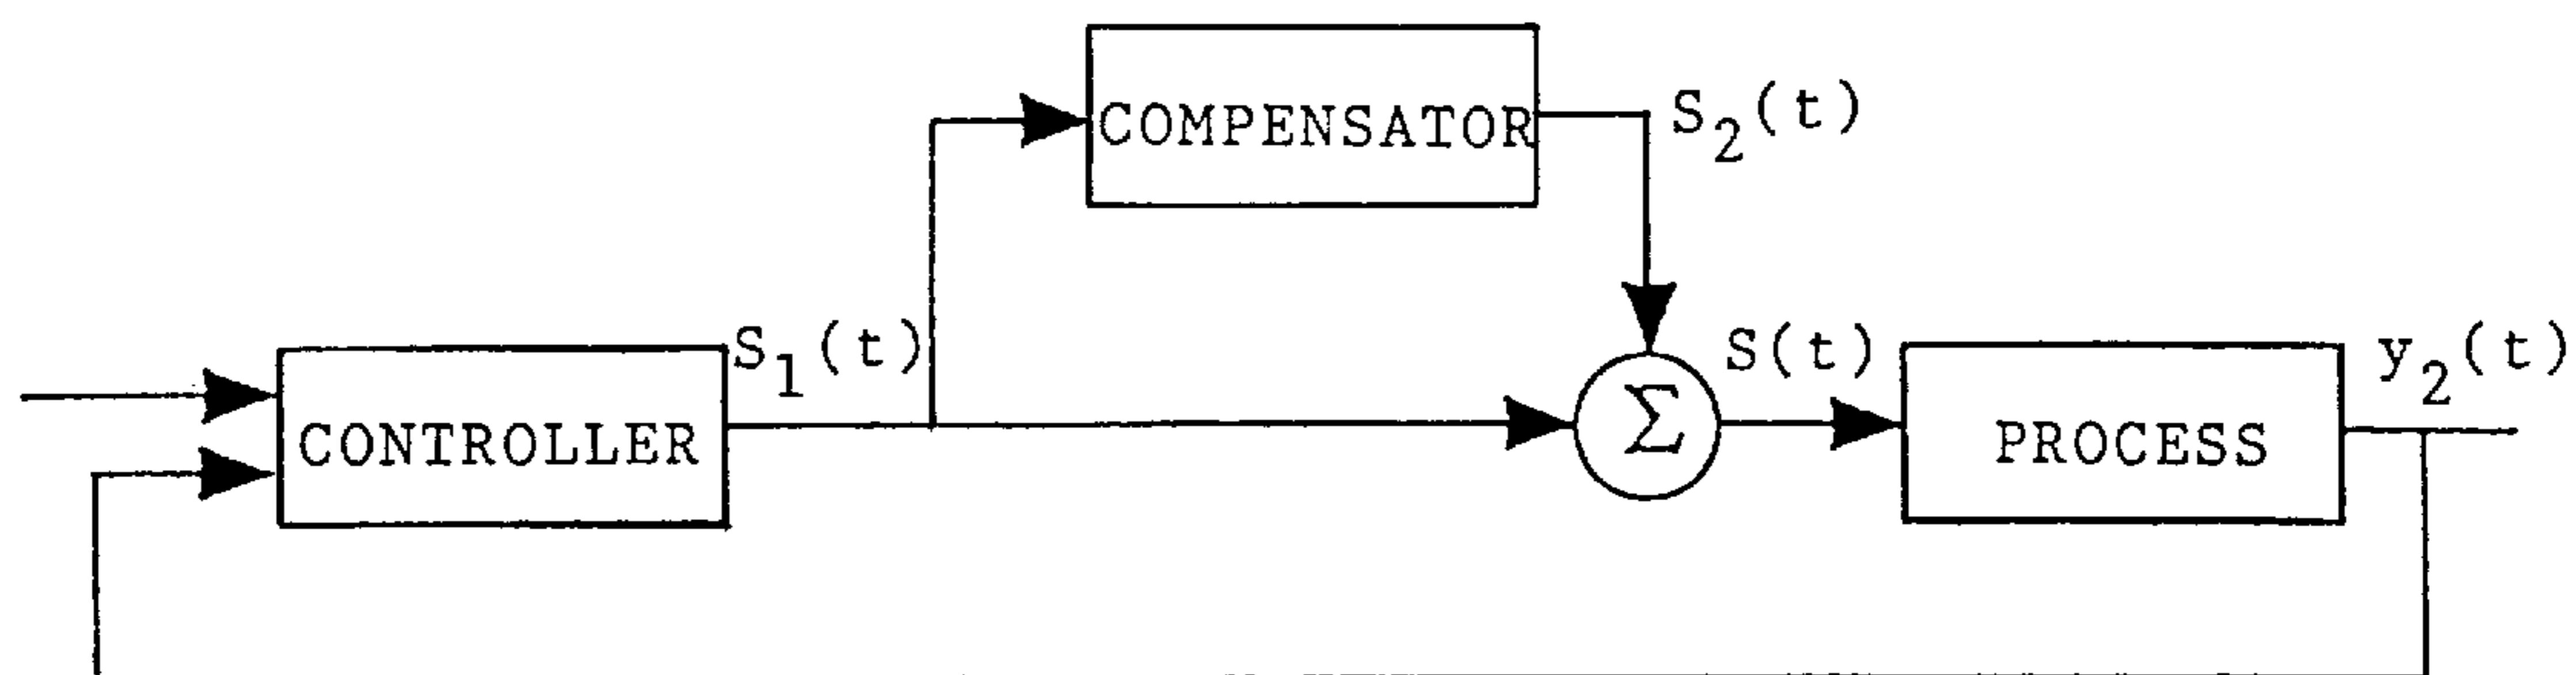 COMPENSATOR
S₂(t)
CONTROLLER
S₁(t)
Σ
S(t)
PROCESS
y₂(t)